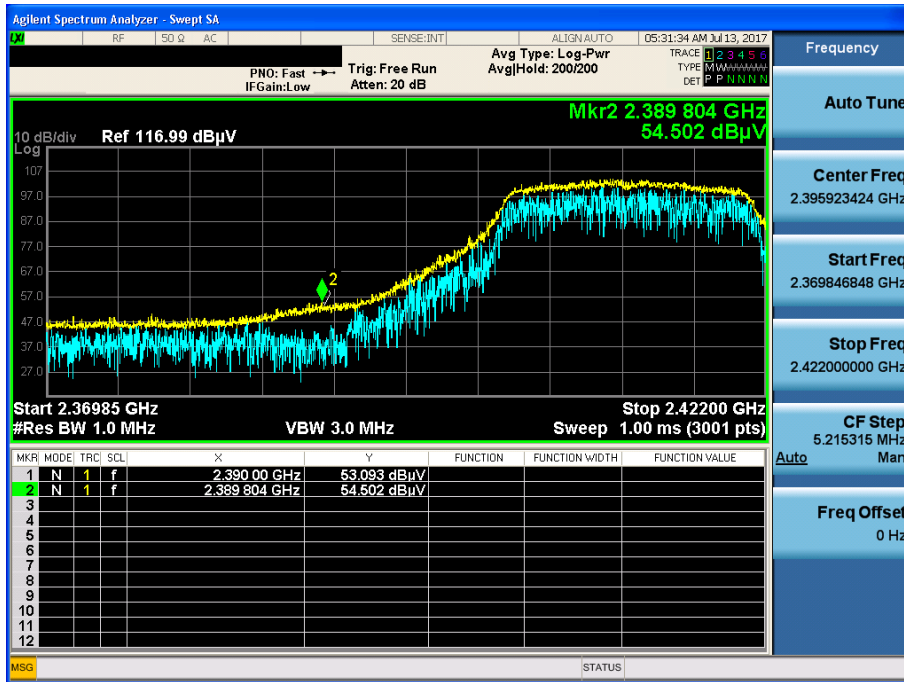 Agilent Spectrum Analyzer - Swept SA
LXI RF 50 Ω AC SENSE:INT ALIGN AUTO 05:31:34 AM Jul 13, 2017
PNO: Fast IFGain:Low Trig: Free Run Atten: 20 dB Avg Type: Log-Pwr Avg|Hold: 200/200
TRACE 1 2 3 4 5 6
TYPE M W W W W W
DET P P N N N N
Mkr2 2.389 804 GHz
54.502 dBµV
10 dB/div Ref 116.99 dBµV
Log
107
97.0
87.0
77.0
67.0
57.0
47.0
37.0
27.0
2
Start 2.36985 GHz Stop 2.42200 GHz
#Res BW 1.0 MHz VBW 3.0 MHz Sweep 1.00 ms (3001 pts)
MKR MODE TRC SCL X Y FUNCTION FUNCTION WIDTH FUNCTION VALUE
1 N 1 f 2.390 00 GHz 53.093 dBµV
2 N 1 f 2.389 804 GHz 54.502 dBµV
3
4
5
6
7
8
9
10
11
12
MSG STATUS
Frequency
Auto Tune
Center Freq
2.395923424 GHz
Start Freq
2.369846848 GHz
Stop Freq
2.422000000 GHz
CF Step
5.215315 MHz
Auto Man
Freq Offset
0 Hz